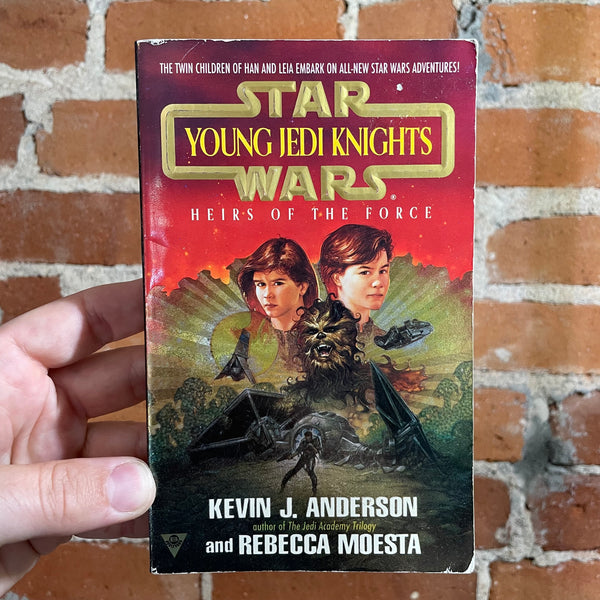 THE TWIN CHILDREN OF HAN AND LEIA EMBARK ON ALL-NEW STAR WARS ADVENTURES!
STAR
YOUNG JEDI KNIGHTS
WARS®
HEIRS OF THE FORCE
KEVIN J. ANDERSON
author of The Jedi Academy Trilogy
and REBECCA MOESTA